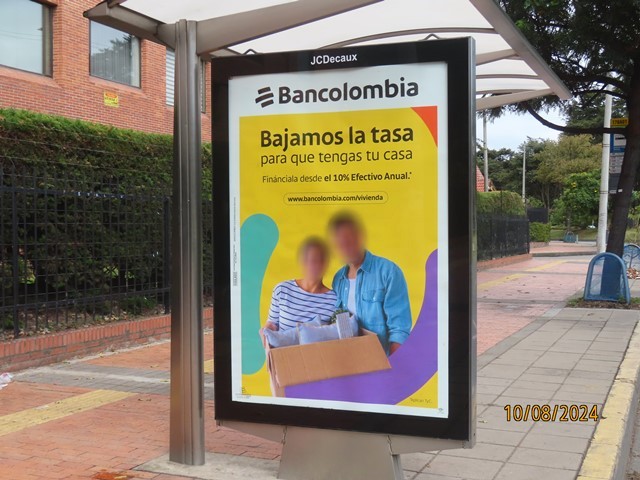 JCDecaux
Bancolombia
Bajamos la tasa
para que tengas tu casa
Finánciala desde el 10% Efectivo Anual.*
www.bancolombia.com/vivienda
10/08/2024